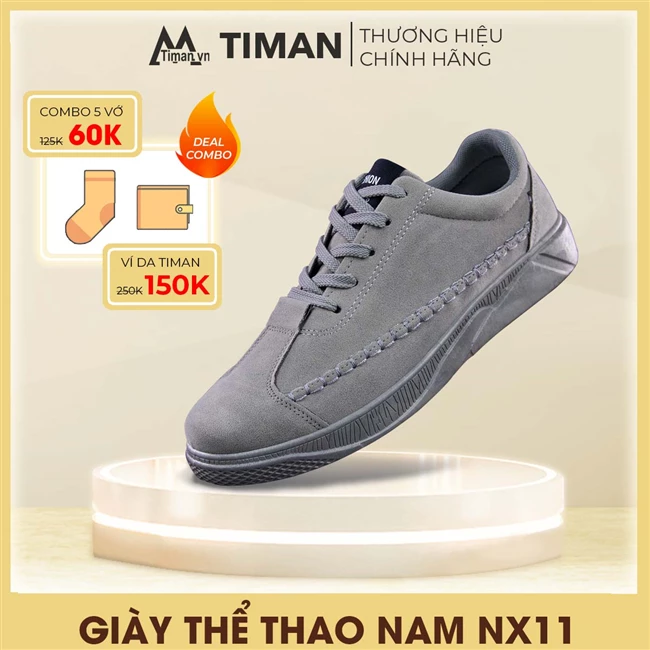 Timan.vn
TIMAN
THƯƠNG HIỆU
CHÍNH HÃNG
COMBO 5 VỚ
125K 60K
DEAL
COMBO
VÍ DA TIMAN
250K 150K
GIÀY THỂ THAO NAM NX11